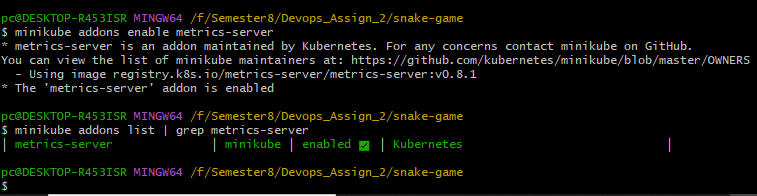 pc@DESKTOP-R453ISR MINGW64 /f/Semester8/Devops_Assign_2/snake-game
$ minikube addons enable metrics-server
* metrics-server is an addon maintained by Kubernetes. For any concerns contact minikube on GitHub.
You can view the list of minikube maintainers at: https://github.com/kubernetes/minikube/blob/master/OWNERS
  - Using image registry.k8s.io/metrics-server/metrics-server:v0.8.1
* The 'metrics-server' addon is enabled
pc@DESKTOP-R453ISR MINGW64 /f/Semester8/Devops_Assign_2/snake-game
$ minikube addons list | grep metrics-server
| metrics-server | minikube | enabled ✅ | Kubernetes |
pc@DESKTOP-R453ISR MINGW64 /f/Semester8/Devops_Assign_2/snake-game
$